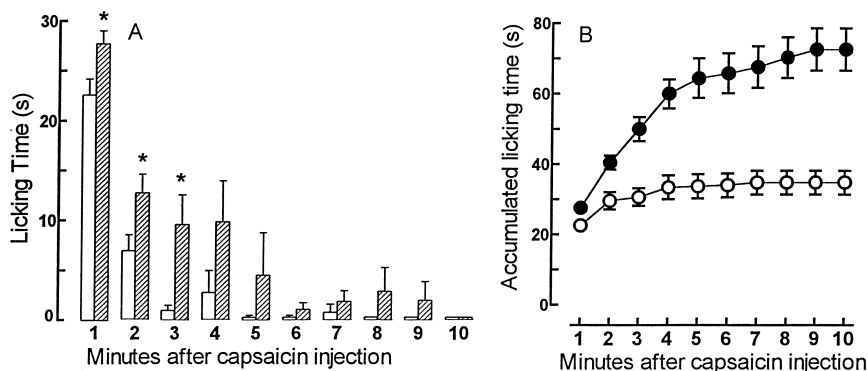 A
Licking Time (s)
30
20
10
0
*
*
*
1 2 3 4 5 6 7 8 9 10
Minutes after capsaicin injection
B
Accumulated licking time (s)
80
60
40
20
0
1 2 3 4 5 6 7 8 9 10
Minutes after capsaicin injection